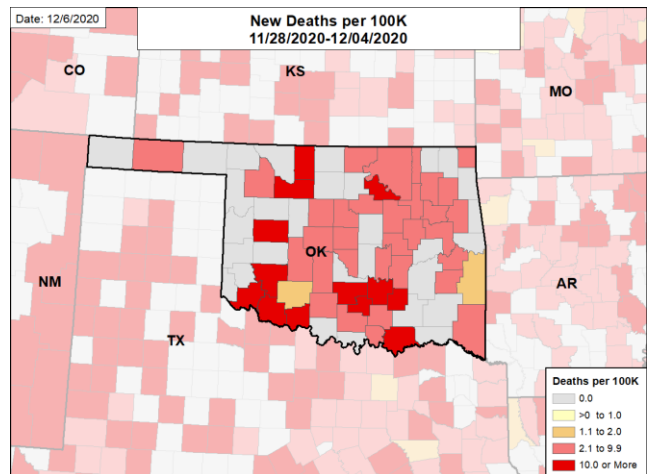 Date: 12/6/2020
New Deaths per 100K
11/28/2020-12/04/2020
CO
KS
MO
OK
NM
AR
TX
Deaths per 100K
0.0
>0 to 1.0
1.1 to 2.0
2.1 to 9.9
10.0 or More